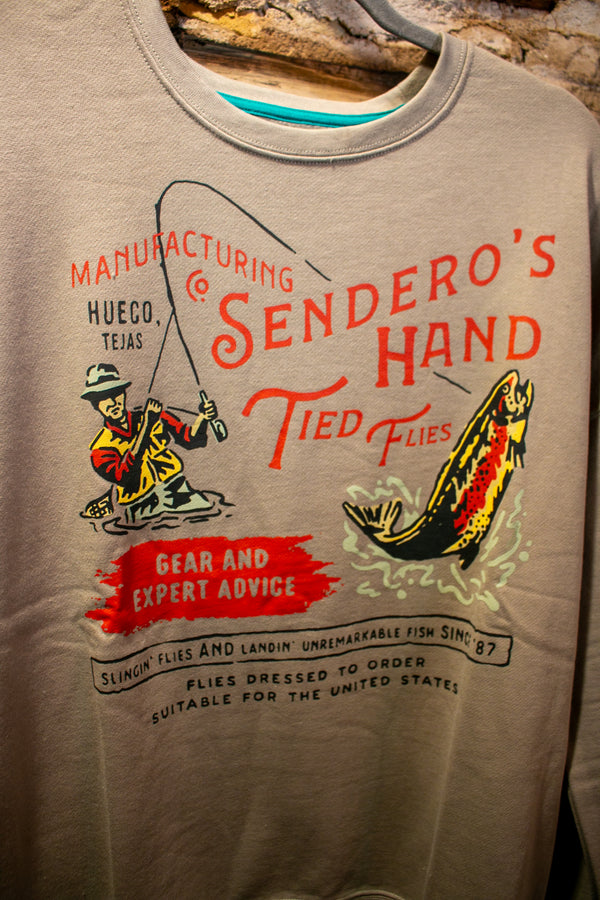 MANUFACTURING
CO
HUECO,
TEJAS
SENDERO'S
HAND
TIED FLIES
GEAR AND
EXPERT ADVICE
SLINGIN' FLIES AND LANDIN' UNREMARKABLE FISH SINCE '87
FLIES DRESSED TO ORDER
SUITABLE FOR THE UNITED STATES